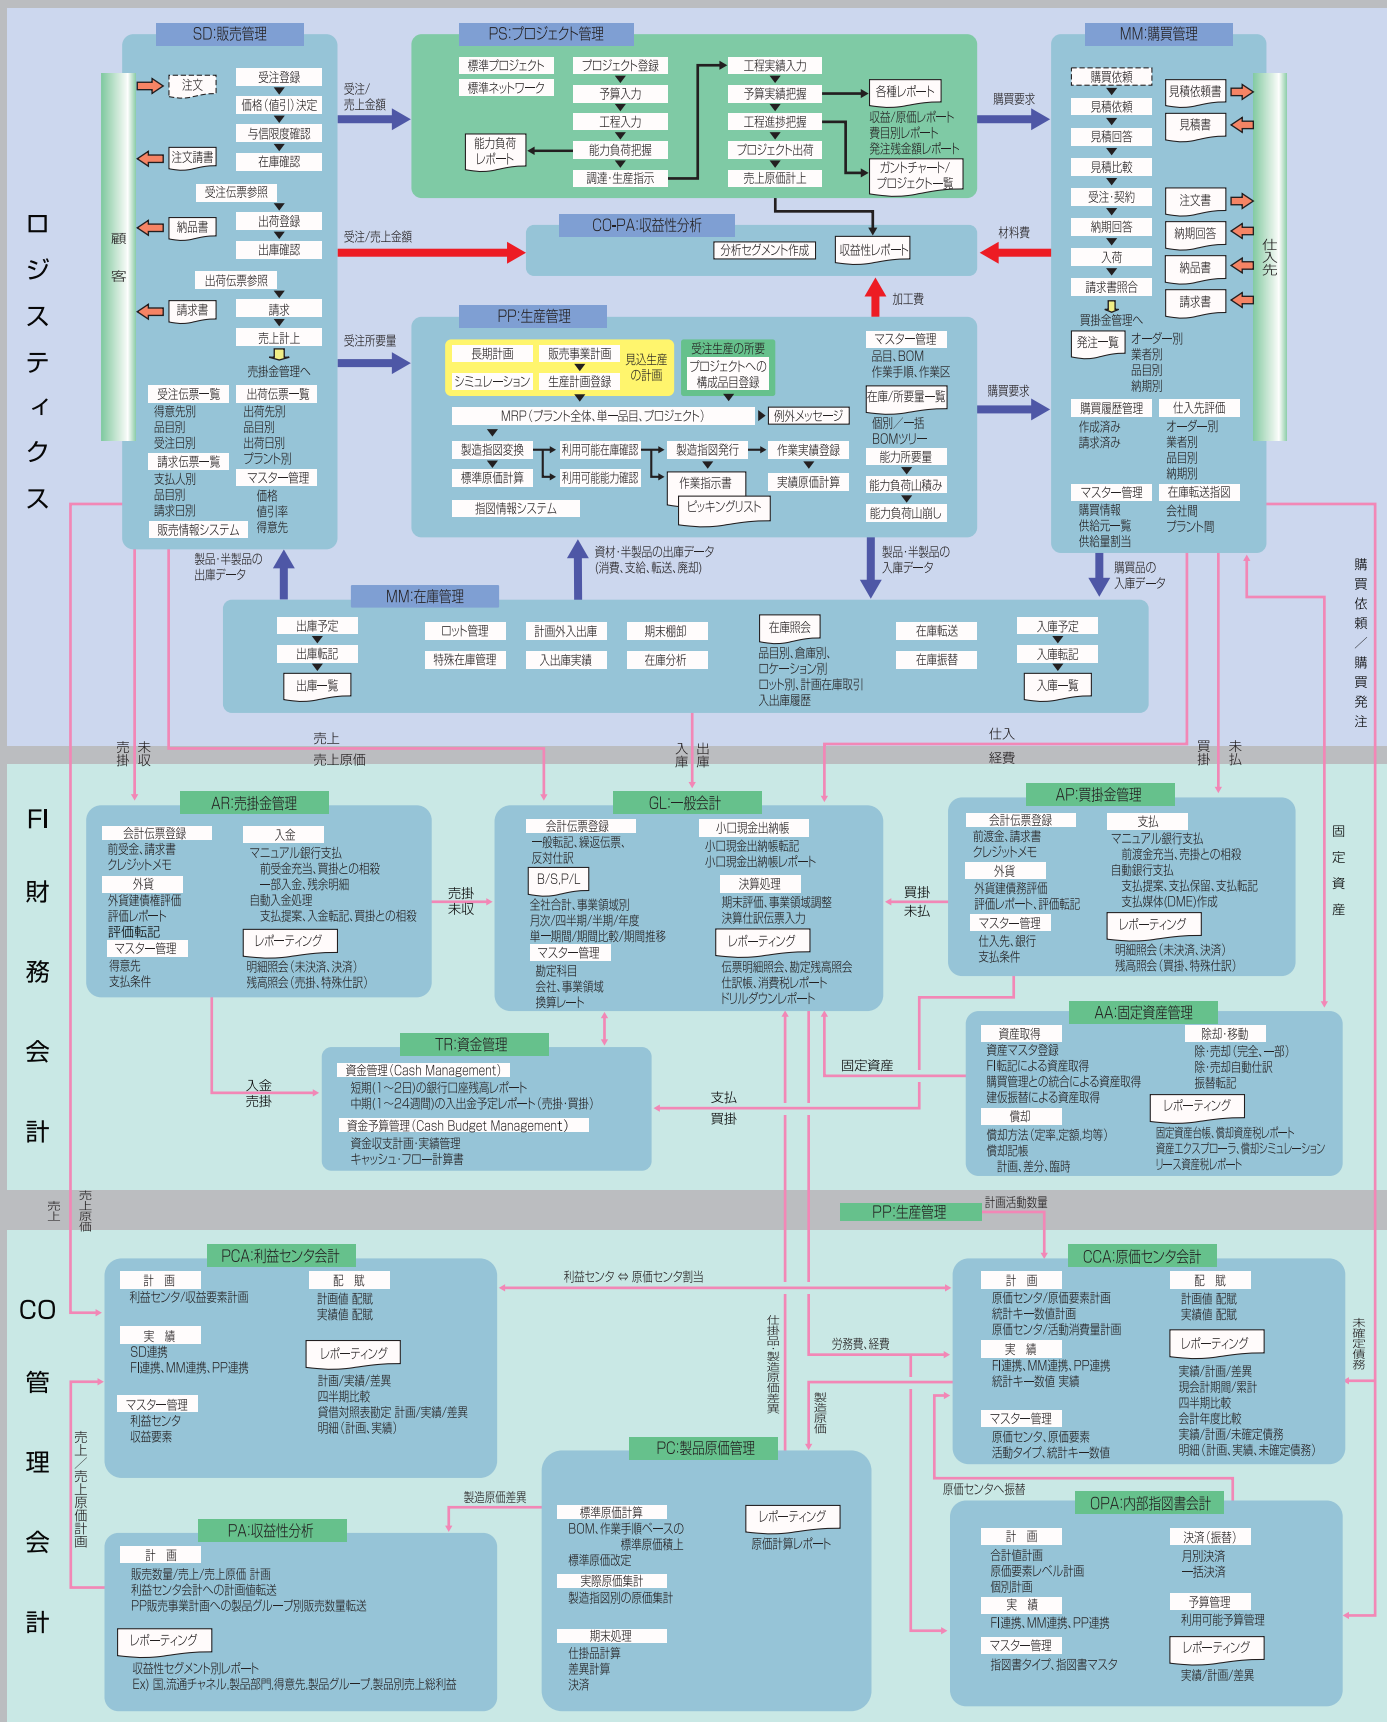 ロジスティクス
SD:販売管理
顧客
注文
注文請書
納品書
請求書
受注登録
価格(値引)決定
与信限度確認
在庫確認
受注伝票参照
出荷登録
出庫確認
出荷伝票参照
請求
売上計上
売掛金管理へ
受注伝票一覧
得意先別
品目別
受注日別
請求伝票一覧
支払人別
品目別
請求日別
販売情報システム
出荷伝票一覧
出荷先別
品目別
出荷日別
プラント別
マスター管理
価格
値引率
得意先
受注/
売上金額
受注/売上金額
受注所要量
PS:プロジェクト管理
標準プロジェクト
標準ネットワーク
能力負荷
レポート
プロジェクト登録
予算入力
工程入力
能力負荷把握
調達・生産指示
工程実績入力
予算実績把握
工程進捗把握
プロジェクト出荷
売上原価計上
各種レポート
収益/原価レポート
費目別レポート
発注残金額レポート
ガントチャート/
プロジェクト一覧
購買要求
CO-PA:収益性分析
分析セグメント作成
収益性レポート
材料費
加工費
PP:生産管理
長期計画
シミュレーション
販売事業計画
生産計画登録
見込生産
の計画
受注生産の所要
プロジェクトへの
構成品目登録
MRP(プラント全体、単一品目、プロジェクト)
例外メッセージ
製造指図変換
標準原価計算
利用可能在庫確認
利用可能能力確認
製造指図発行
作業指示書
ピッキングリスト
作業実績登録
実績原価計算
指図情報システム
マスター管理
品目、BOM
作業手順、作業区
在庫/所要量一覧
個別/一括
BOMツリー
能力所要量
能力負荷山積み
能力負荷山崩し
購買要求
MM:購買管理
仕入先
購買依頼
見積依頼
見積回答
見積比較
受注・契約
納期回答
入荷
請求書照合
買掛金管理へ
見積依頼書
見積書
注文書
納期回答
納品書
請求書
発注一覧
オーダー別
業者別
品目別
納期別
購買履歴管理
作成済み
請求済み
仕入先評価
オーダー別
業者別
品目別
納期別
マスター管理
購買情報
供給元一覧
供給量割当
在庫転送指図
会社間
プラント間
製品・半製品の
出庫データ
資材・半製品の出庫データ
(消費、支給、転送、廃却)
製品・半製品の
入庫データ
購買品の
入庫データ
購買依頼/購買発注
MM:在庫管理
出庫予定
出庫転記
出庫一覧
ロット管理
特殊在庫管理
計画外入出庫
入出庫実績
期末棚卸
在庫分析
在庫照会
品目別、倉庫別、
ロケーション別
ロット別、計画在庫取引
入出庫履歴
在庫転送
在庫振替
入庫予定
入庫転記
入庫一覧
売掛
未収
売上
売上原価
入庫
出庫
仕入
経費
買掛
未払
FI財務会計
AR:売掛金管理
会計伝票登録
前受金、請求書
クレジットメモ
外貨
外貨建債権評価
評価レポート
評価転記
マスター管理
得意先
支払条件
入金
マニュアル銀行支払
前受金充当、買掛との相殺
一部入金、残余明細
自動入金処理
支払提案、入金転記、買掛との相殺
レポーティング
明細照会(未決済、決済)
残高照会(売掛、特殊仕訳)
売掛
未収
GL:一般会計
会計伝票登録
一般転記、繰返伝票、
反対仕訳
B/S,P/L
全社合計、事業領域別
月次/四半期/半期/年度
単一期間/期間比較/期間推移
マスター管理
勘定科目
会社、事業領域
換算レート
小口現金出納帳
小口現金出納帳転記
小口現金出納帳レポート
決算処理
期末評価、事業領域調整
決算仕訳伝票入力
レポーティング
伝票明細照会、勘定残高照会
仕訳帳、消費税レポート
ドリルダウンレポート
買掛
未払
AP:買掛金管理
会計伝票登録
前渡金、請求書
クレジットメモ
外貨
外貨建債務評価
評価レポート、評価転記
マスター管理
仕入先、銀行
支払条件
支払
マニュアル銀行支払
前渡金充当、売掛との相殺
自動銀行支払
支払提案、支払保留、支払転記
支払媒体(DME)作成
レポーティング
明細照会(未決済、決済)
残高照会(買掛、特殊仕訳)
固定資産
入金
売掛
TR:資金管理
資金管理(Cash Management)
短期(1~2日)の銀行口座残高レポート
中期(1~24週間)の入出金予定レポート(売掛・買掛)
資金予算管理(Cash Budget Management)
資金収支計画・実績管理
キャッシュ・フロー計算書
支払
買掛
固定資産
AA:固定資産管理
資産取得
資産マスタ登録
FI転記による資産取得
購買管理との統合による資産取得
建仮振替による資産取得
償却
償却方法(定率,定額,均等)
償却記帳
計画、差分、臨時
除却・移動
除・売却(完全、一部)
除・売却自動仕訳
振替転記
レポーティング
固定資産台帳、償却資産税レポート
資産エクスプローラ、償却シミュレーション
リース資産税レポート
売上
売上原価
PP:生産管理
計画活動数量
CO管理会計
PCA:利益センタ会計
計 画
利益センタ/収益要素計画
実 績
SD連携
FI連携、MM連携、PP連携
マスター管理
利益センタ
収益要素
配 賦
計画値 配賦
実績値 配賦
レポーティング
計画/実績/差異
四半期比較
貸借対照表勘定 計画/実績/差異
明細(計画、実績)
利益センタ ⇔ 原価センタ割当
仕掛品・製造原価差異
労務費、経費
製造原価
CCA:原価センタ会計
計 画
原価センタ/原価要素計画
統計キー数値計画
原価センタ/活動消費量計画
実 績
FI連携、MM連携、PP連携
統計キー数値 実績
マスター管理
原価センタ、原価要素
活動タイプ、統計キー数値
配 賦
計画値 配賦
実績値 配賦
レポーティング
実績/計画/差異
現会計期間/累計
四半期比較
会計年度比較
実績/計画/未確定債務
明細(計画、実績、未確定債務)
未確定債務
売上/売上原価計画
製造原価差異
PA:収益性分析
計 画
販売数量/売上/売上原価 計画
利益センタ会計への計画値転送
PP販売事業計画への製品グループ別販売数量転送
レポーティング
収益性セグメント別レポート
Ex) 国,流通チャネル,製品部門,得意先,製品グループ,製品別売上総利益
PC:製品原価管理
標準原価計算
BOM、作業手順ベースの
標準原価積上
標準原価改定
実際原価集計
製造指図別の原価集計
期末処理
仕掛品計算
差異計算
決済
レポーティング
原価計算レポート
原価センタへ振替
OPA:内部指図書会計
計 画
合計値計画
原価要素レベル計画
個別計画
実 績
FI連携、MM連携、PP連携
マスター管理
指図書タイプ、指図書マスタ
決済(振替)
月別決済
一括決済
予算管理
利用可能予算管理
レポーティング
実績/計画/差異